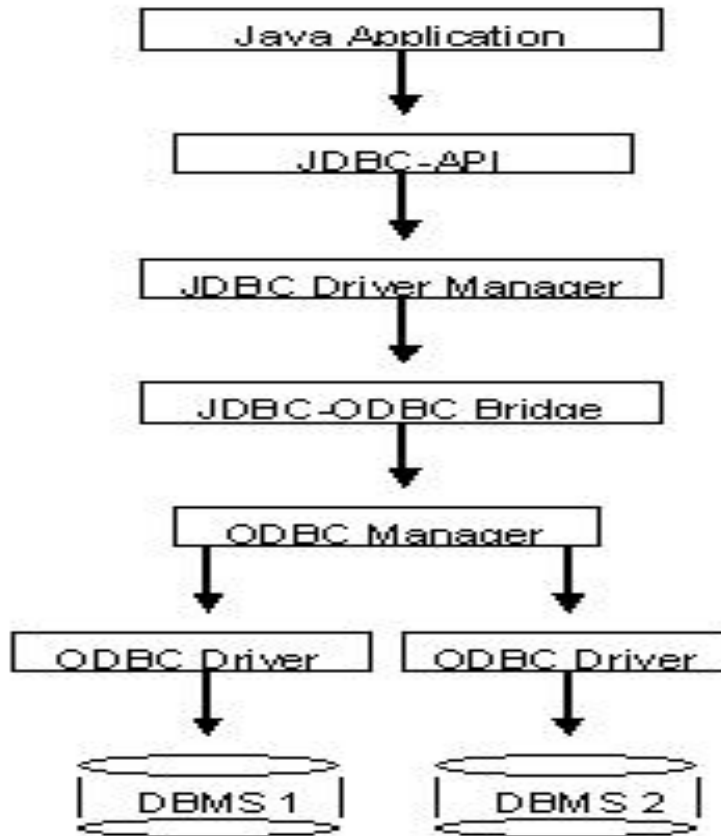 Java Application
JDBC-API
JDBC Driver Manager
JDBC-ODBC Bridge
ODBC Manager
ODBC Driver
ODBC Driver
DBMS 1
DBMS 2